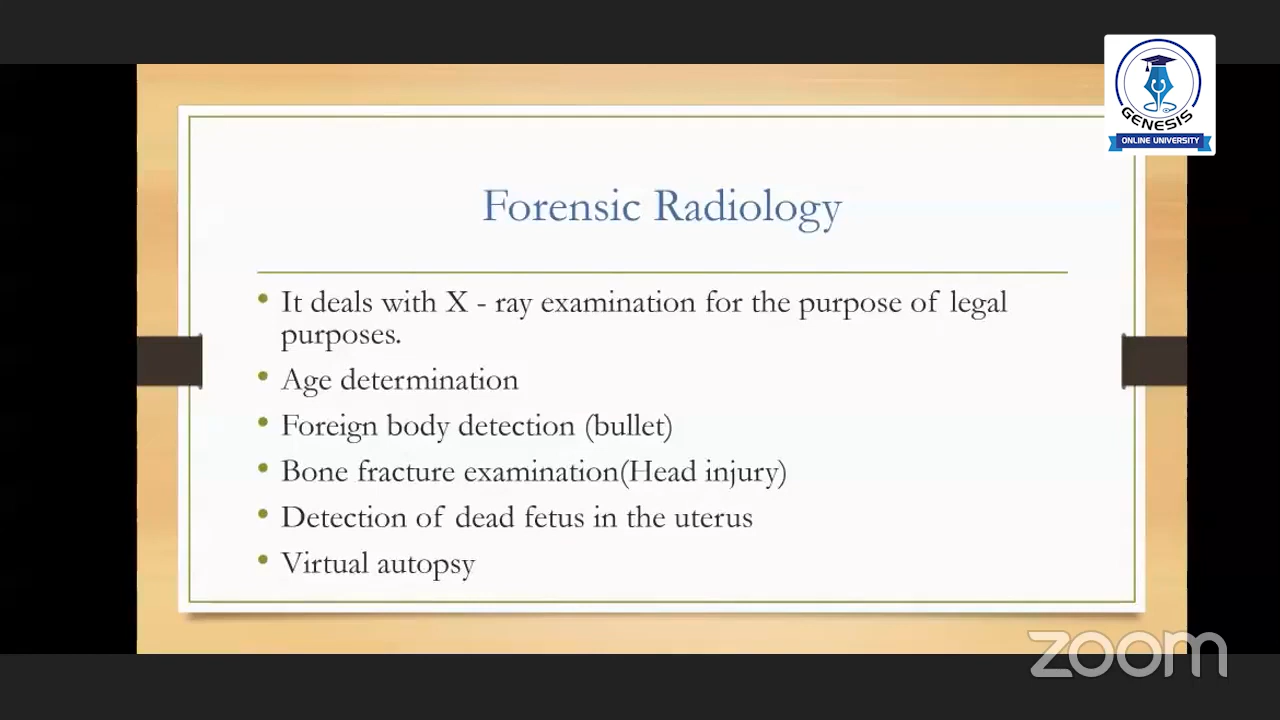 GENESIS
ONLINE UNIVERSITY
Forensic Radiology
• It deals with X - ray examination for the purpose of legal
purposes.
• Age determination
• Foreign body detection (bullet)
• Bone fracture examination(Head injury)
• Detection of dead fetus in the uterus
• Virtual autopsy
zoom